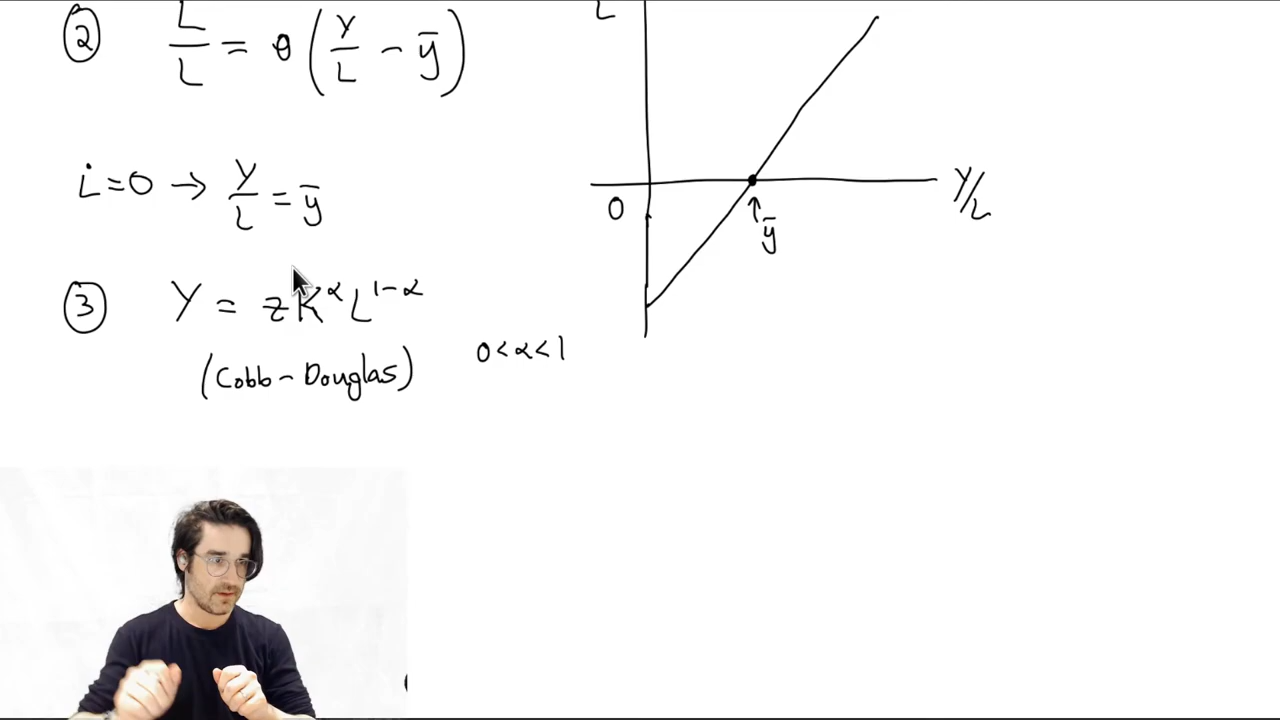 ② L/L = θ (Y/L − ȳ)
L̇=0 → Y/L = ȳ
③ Y = zK^α L^{1−α}
(Cobb-Douglas) 0<α<1
L
0
ȳ
Y/L